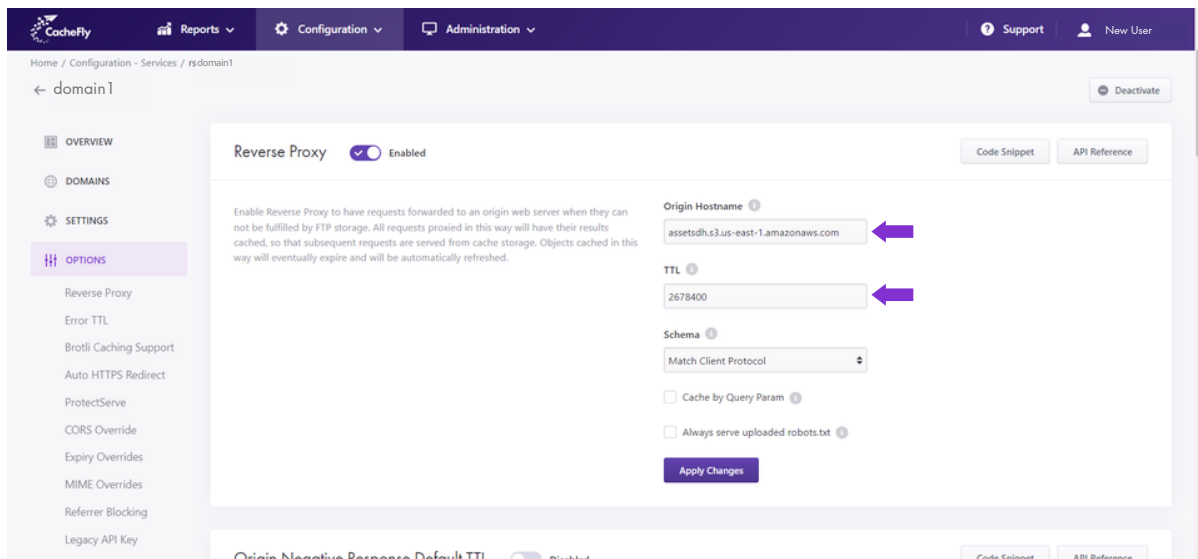 CacheFly
Reports
Configuration
Administration
Support
New User
Home / Configuration - Services / rsdomain1
← domain1
Deactivate
OVERVIEW
DOMAINS
SETTINGS
OPTIONS
Reverse Proxy
Error TTL
Brotli Caching Support
Auto HTTPS Redirect
ProtectServe
CORS Override
Expiry Overrides
MIME Overrides
Referrer Blocking
Legacy API Key
Reverse Proxy
Enabled
Code Snippet
API Reference
Enable Reverse Proxy to have requests forwarded to an origin web server when they can
not be fulfilled by FTP storage. All requests proxied in this way will have their results
cached, so that subsequent requests are served from cache storage. Objects cached in this
way will eventually expire and will be automatically refreshed.
Origin Hostname
assetsdh.s3.us-east-1.amazonaws.com
TTL
2678400
Schema
Match Client Protocol
Cache by Query Param
Always serve uploaded robots.txt
Apply Changes
Origin Negative Response Default TTL
Disabled
Code Snippet
API Reference